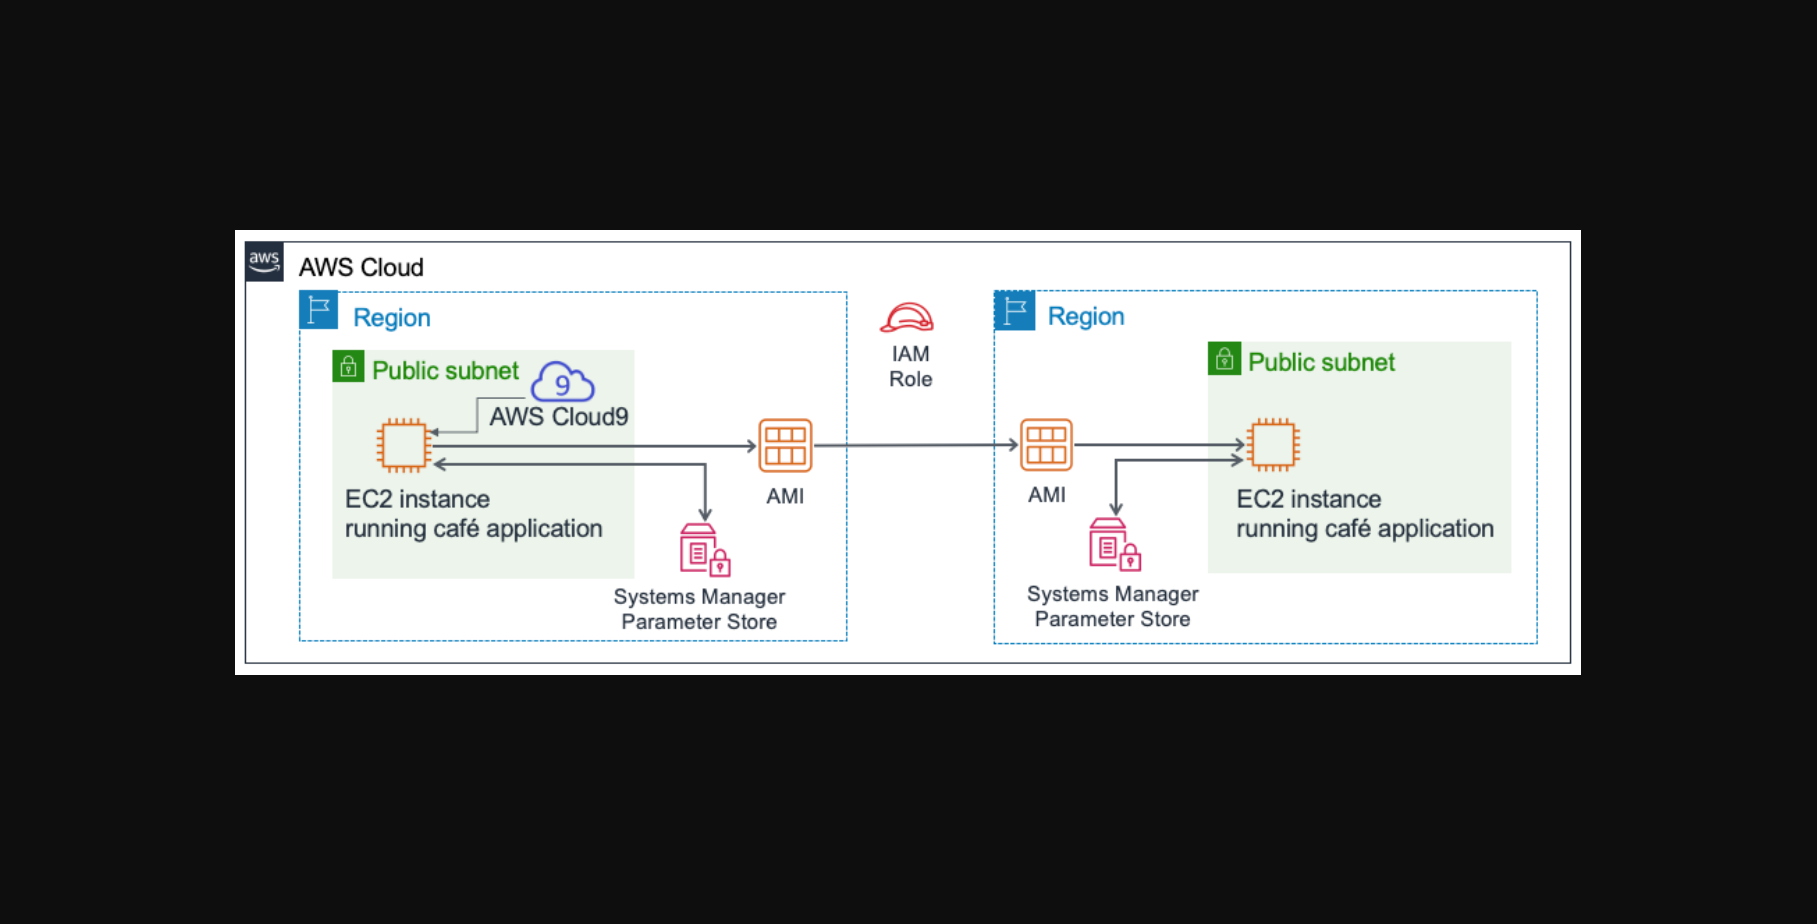 aws
AWS Cloud
Region
Public subnet
9
AWS Cloud9
EC2 instance
running café application
AMI
Systems Manager
Parameter Store
IAM
Role
Region
Public subnet
AMI
EC2 instance
running café application
Systems Manager
Parameter Store